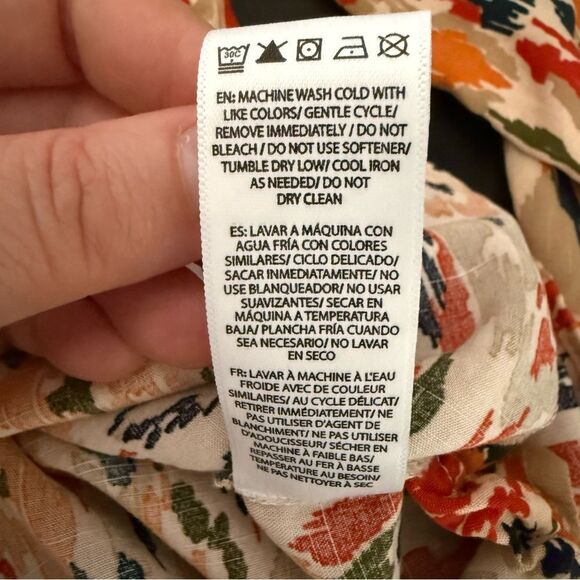 30C
EN: MACHINE WASH COLD WITH
LIKE COLORS/ GENTLE CYCLE/
REMOVE IMMEDIATELY / DO NOT
BLEACH / DO NOT USE SOFTENER/
TUMBLE DRY LOW/ COOL IRON
AS NEEDED/ DO NOT
DRY CLEAN
ES: LAVAR A MÁQUINA CON
AGUA FRÍA CON COLORES
SIMILARES/ CICLO DELICADO/
SACAR INMEDIATAMENTE/ NO
USE BLANQUEADOR/ NO USAR
SUAVIZANTES/ SECAR EN
MÁQUINA A TEMPERATURA
BAJA/ PLANCHA FRÍA CUANDO
SEA NECESARIO/ NO LAVAR
EN SECO
FR: LAVER À MACHINE À L'EAU
FROIDE AVEC DE COULEUR
SIMILAIRES/ AU CYCLE DÉLICAT/
RETIRER IMMÉDIATEMENT/ NE
PAS UTILISER D'AGENT DE
BLANCHIMENT/ NE PAS UTILISER
D'ADOUCISSEUR/ SÉCHER EN
MACHINE À FAIBLE BAS/
REPASSER AU FER À BASSE
TEMPÉRATURE AU BESOIN/
NE PAS NETTOYER À SEC